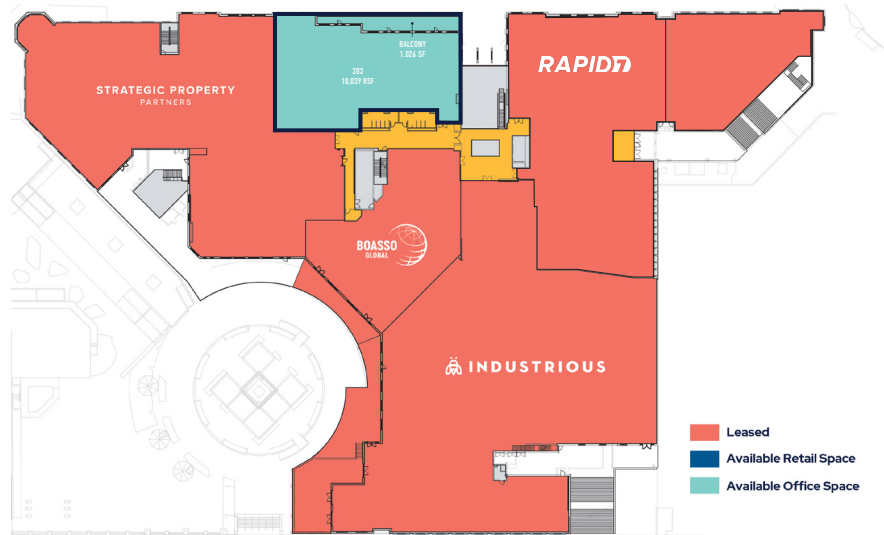 BALCONY
1,026 SF
203
10,039 RSF
RAPID7
STRATEGIC PROPERTY
PARTNERS
BOASSO
GLOBAL
INDUSTRIOUS
Leased
Available Retail Space
Available Office Space